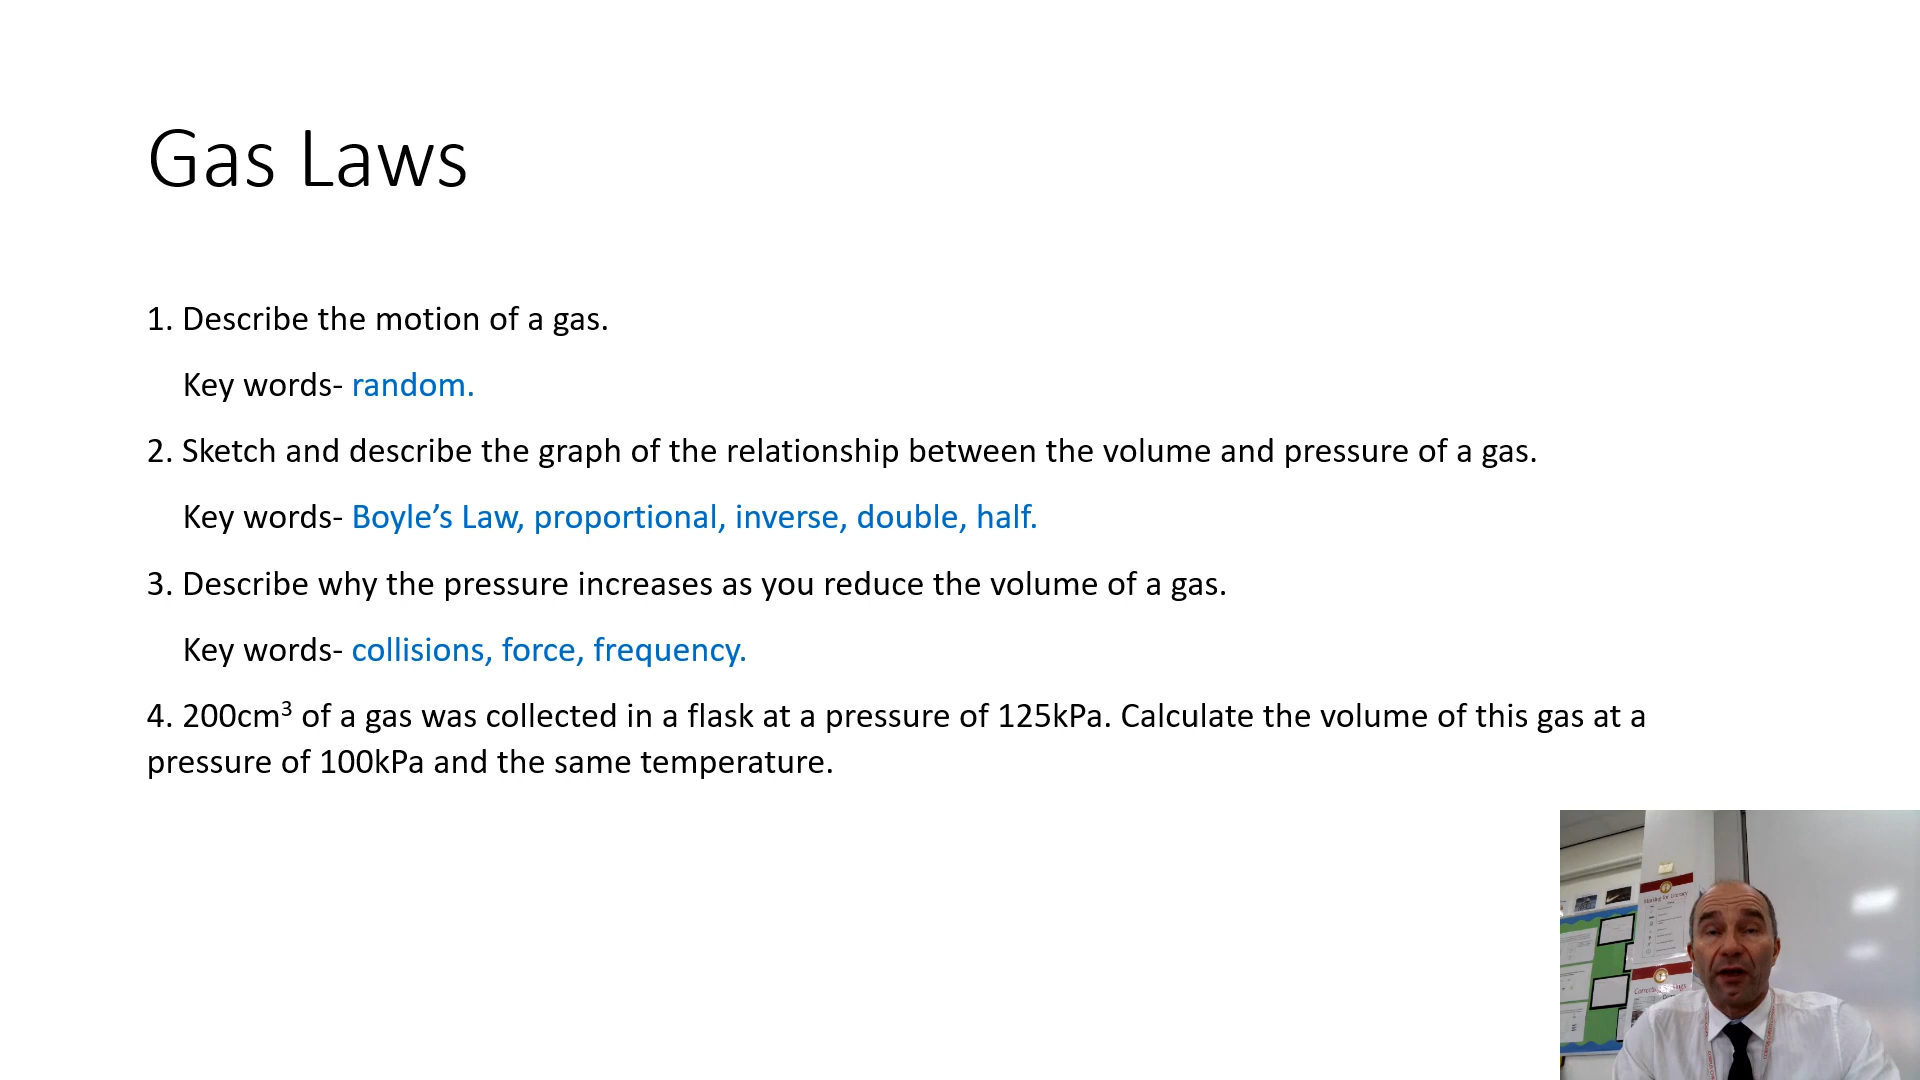 Gas Laws
1. Describe the motion of a gas.
Key words- random.
2. Sketch and describe the graph of the relationship between the volume and pressure of a gas.
Key words- Boyle’s Law, proportional, inverse, double, half.
3. Describe why the pressure increases as you reduce the volume of a gas.
Key words- collisions, force, frequency.
4. 200cm³ of a gas was collected in a flask at a pressure of 125kPa. Calculate the volume of this gas at a
pressure of 100kPa and the same temperature.
Marking for Literacy